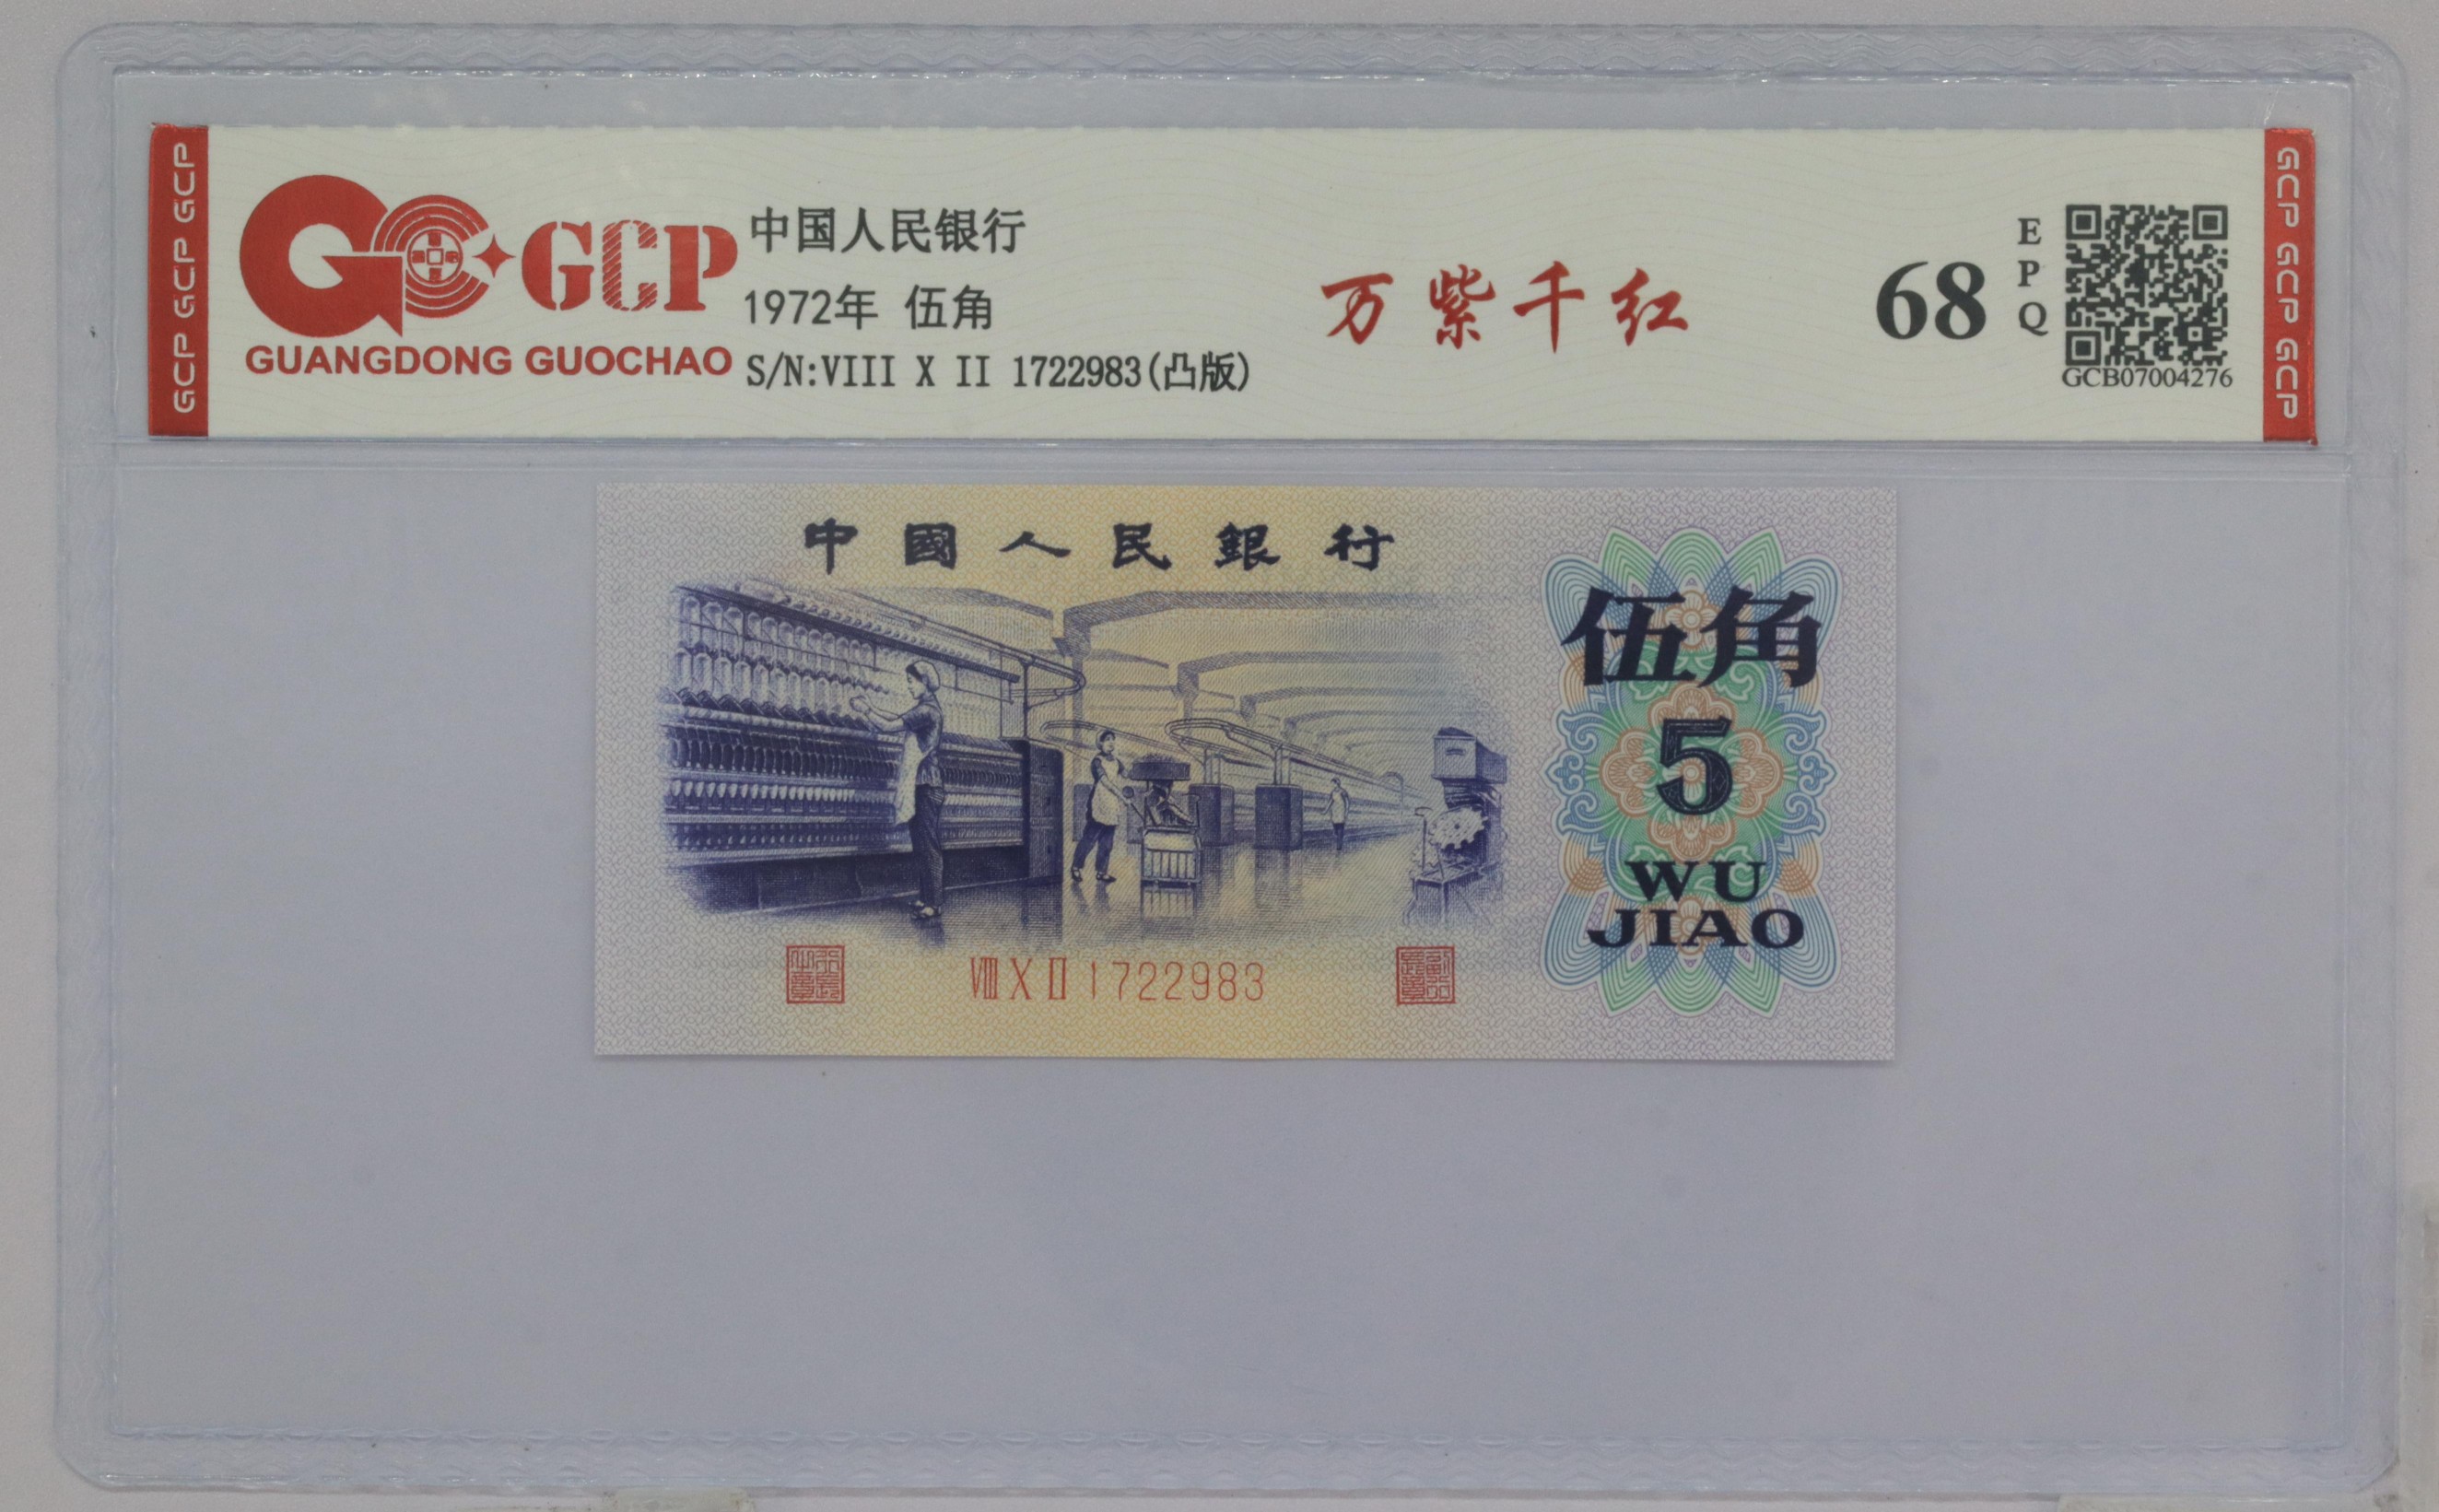 GCP GCP GCP
GCP
GUANGDONG GUOCHAO
中国人民银行
1972年 伍角
S/N:VIII X II 1722983(凸版)
万紫千红
68
EPQ
GCB07004276
GCP GCP GCP
中國人民銀行
伍角
5
WU
JIAO
VIII X II 1722983